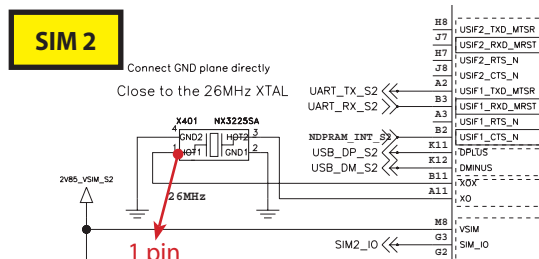 SIM 2
Connect GND plane directly
Close to the 26MHz XTAL
X401 NX3225SA
4 GND2 HOT2 3
1 HOT1 GND1 2
26MHz
2V85_VSIM_S2
1 pin
UART_TX_S2
UART_RX_S2
NDPRAM_INT_S2
USB_DP_S2
USB_DM_S2
SIM2_IO
H8 USIF2_TXD_MTSR
J7 USIF2_RXD_MRST
H7 USIF2_RTS_N
J8 USIF2_CTS_N
A2 USIF1_TXD_MTSR
B3 USIF1_RXD_MRST
A3 USIF1_RTS_N
B2 USIF1_CTS_N
K11 DPLUS
K12 DMINUS
B11 XOX
A11 XO
M8 VSIM
G3 SIM_IO
G2